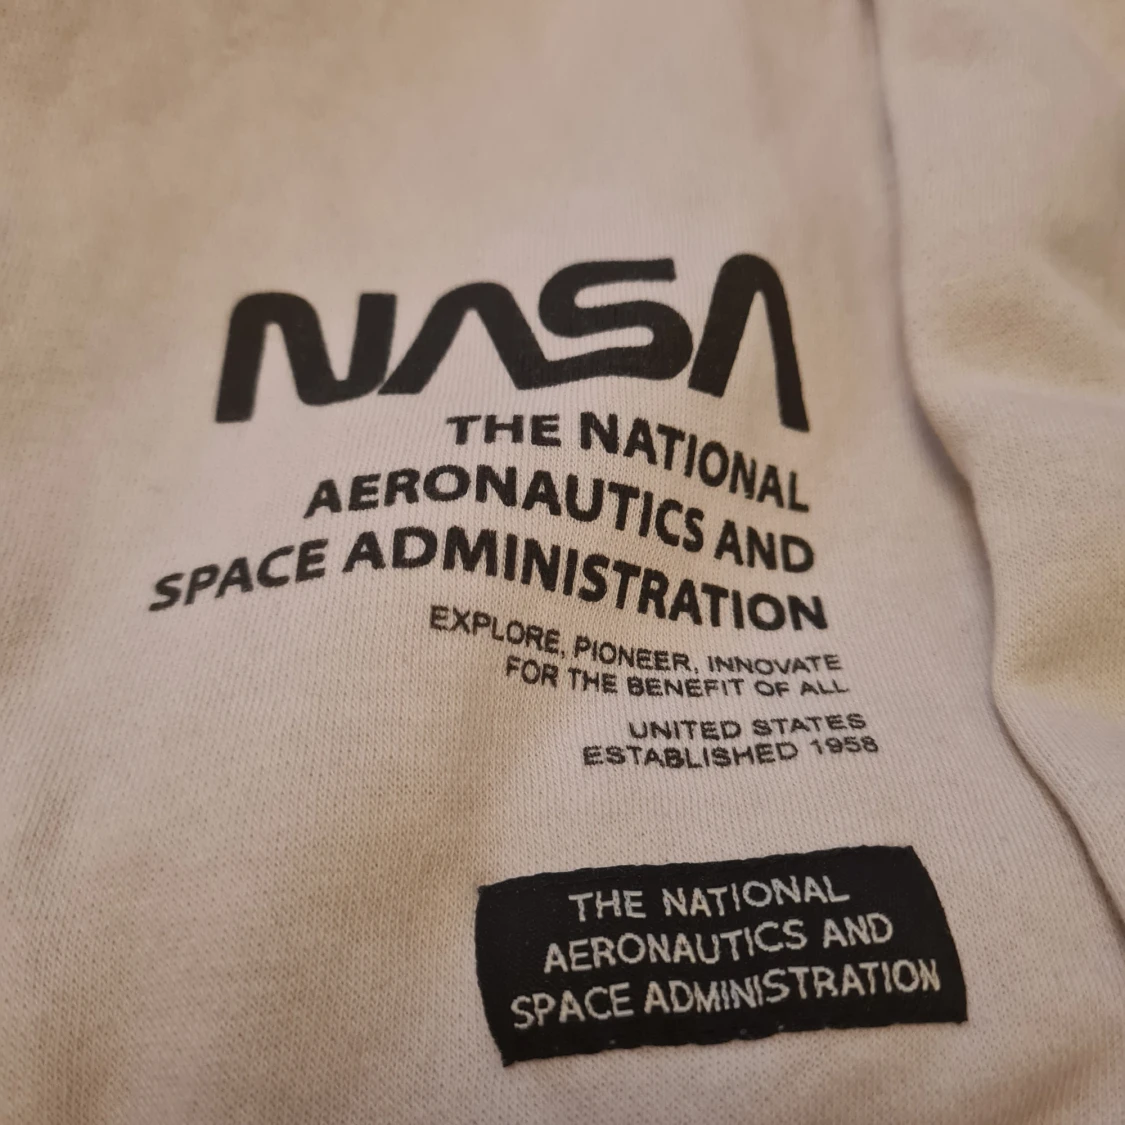 NASA
THE NATIONAL
AERONAUTICS AND
SPACE ADMINISTRATION
EXPLORE, PIONEER, INNOVATE
FOR THE BENEFIT OF ALL
UNITED STATES
ESTABLISHED 1958
THE NATIONAL
AERONAUTICS AND
SPACE ADMINISTRATION